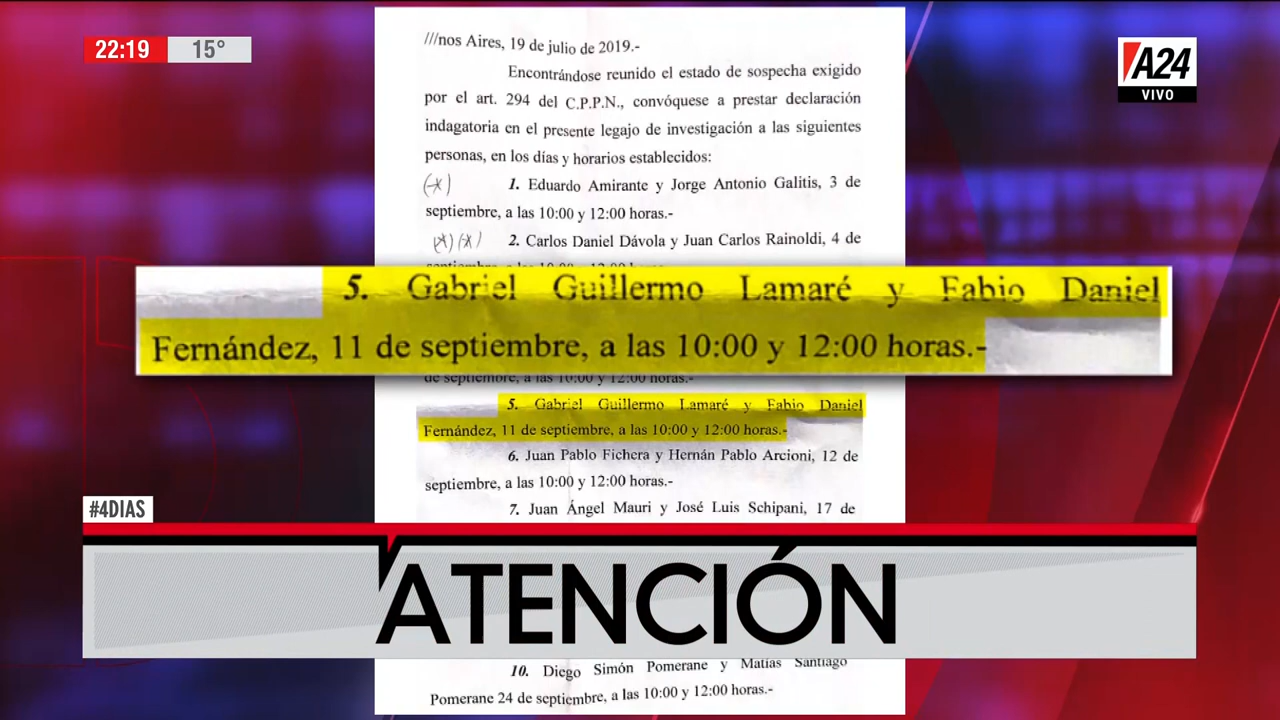 22:19 15°
A24
VIVO
///nos Aires, 19 de julio de 2019.-
Encontrándose reunido el estado de sospecha exigido
por el art. 294 del C.P.P.N., convóquese a prestar declaración
indagatoria en el presente legajo de investigación a las siguientes
personas, en los días y horarios establecidos:
(*) 1. Eduardo Amirante y Jorge Antonio Galitis, 3 de
septiembre, a las 10:00 y 12:00 horas.-
(*) (*) 2. Carlos Daniel Dávola y Juan Carlos Rainoldi, 4 de
5. Gabriel Guillermo Lamaré y Fabio Daniel
Fernández, 11 de septiembre, a las 10:00 y 12:00 horas.-
de septiembre, a las 10:00 y 12:00 horas.-
5. Gabriel Guillermo Lamaré y Fabio Daniel
Fernández, 11 de septiembre, a las 10:00 y 12:00 horas.-
6. Juan Pablo Fichera y Hernán Pablo Arcioni, 12 de
septiembre, a las 10:00 y 12:00 horas.-
7. Juan Ángel Mauri y José Luis Schipani, 17 de
#4DIAS
ATENCIÓN
10. Diego Simón Pomerane y Matías Santiago
Pomerane 24 de septiembre, a las 10:00 y 12:00 horas.-